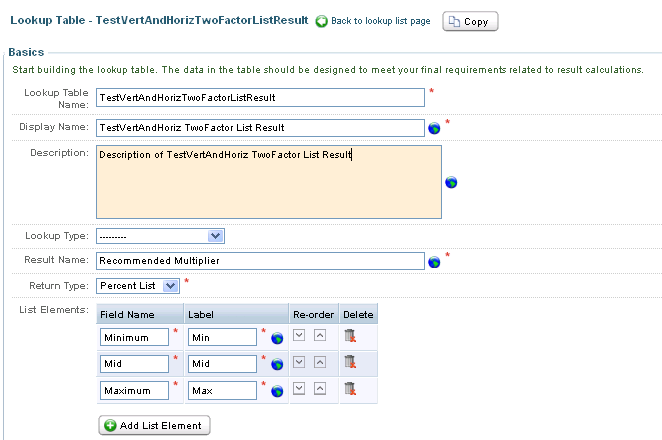 Lookup Table - TestVertAndHorizTwoFactorListResult Back to lookup list page Copy
Basics
Start building the lookup table. The data in the table should be designed to meet your final requirements related to result calculations.
Lookup Table Name: TestVertAndHorizTwoFactorListResult *
Display Name: TestVertAndHoriz TwoFactor List Result *
Description: Description of TestVertAndHoriz TwoFactor List Result
Lookup Type: ---------
Result Name: Recommended Multiplier *
Return Type: Percent List *
List Elements: Field Name Label Re-order Delete
Minimum * Min *
Mid * Mid *
Maximum * Max *
Add List Element